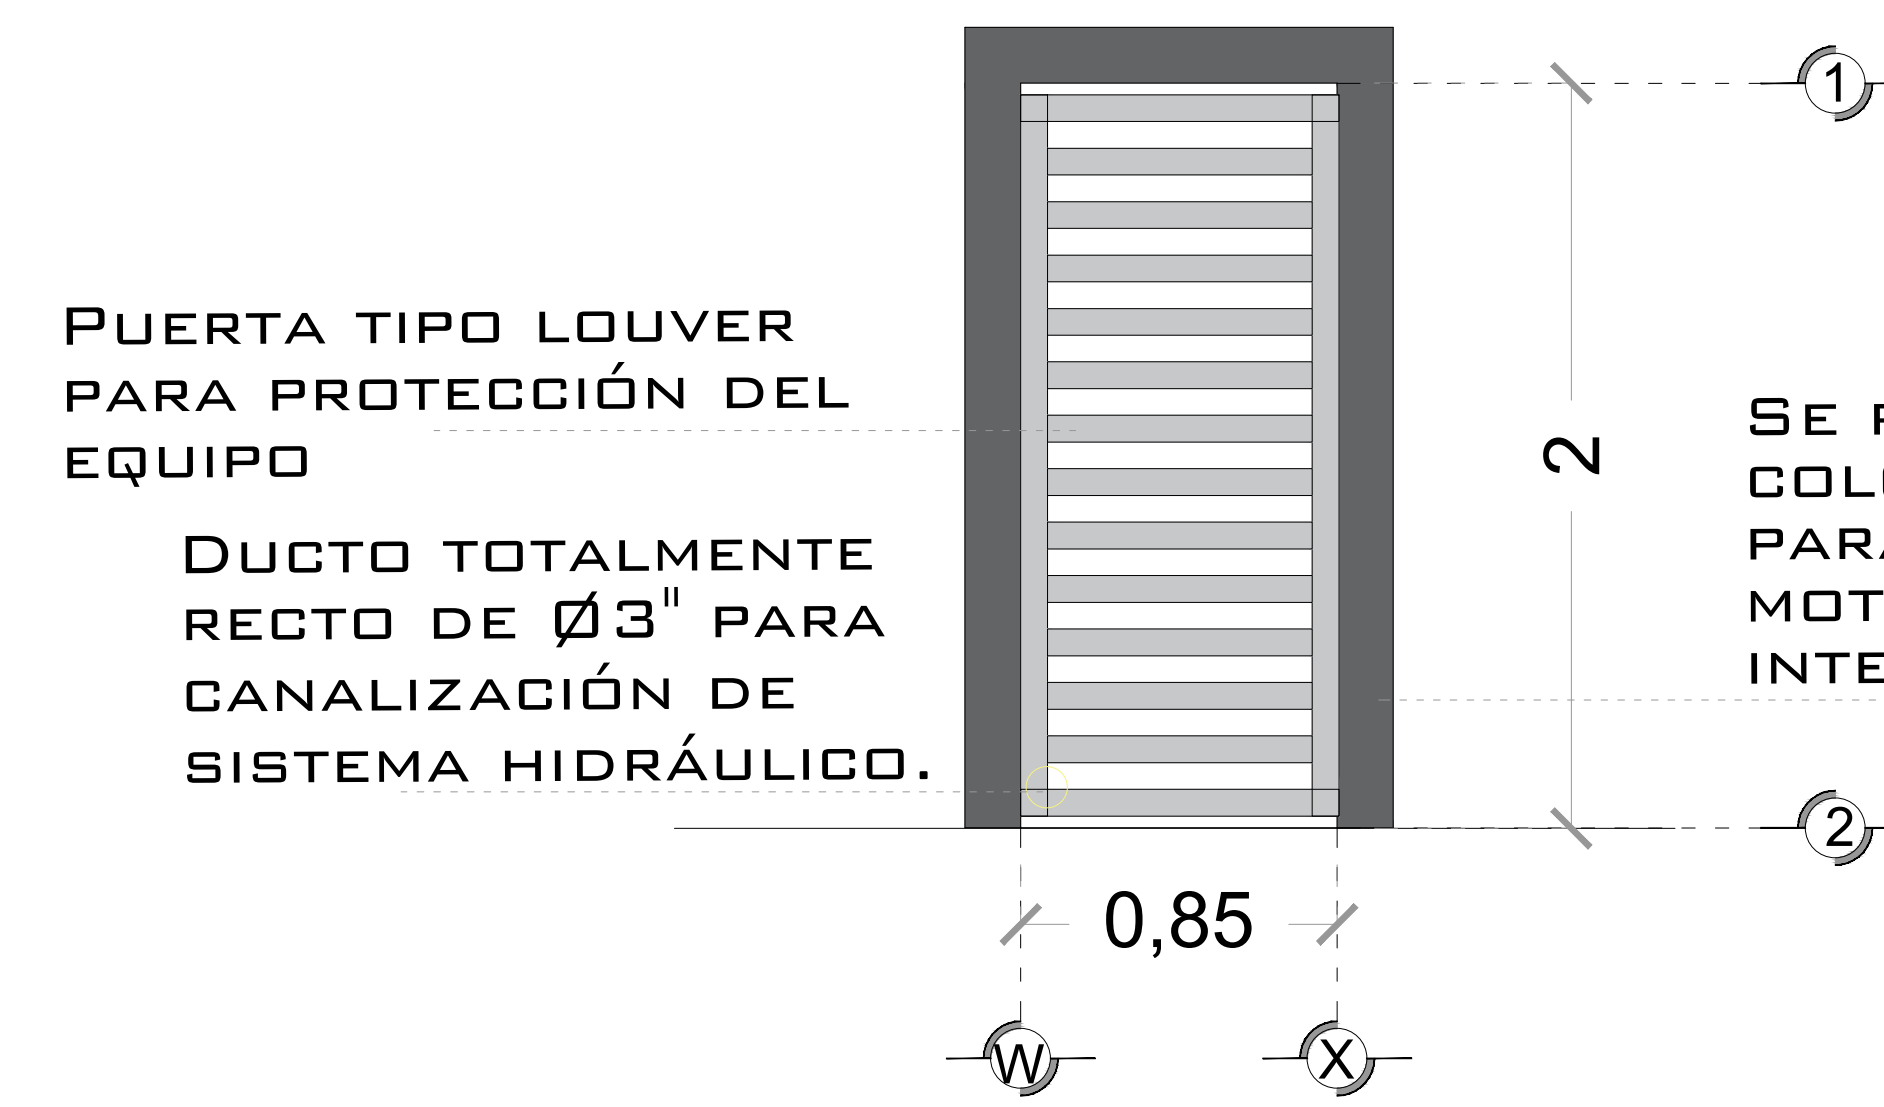 1
PUERTA TIPO LOUVER
PARA PROTECCIÓN DEL
EQUIPO
2
SE
COL
PAR
MOT
INTE
DUCTO TOTALMENTE
RECTO DE Ø3" PARA
CANALIZACIÓN DE
SISTEMA HIDRÁULICO.
2
0,85
W
X